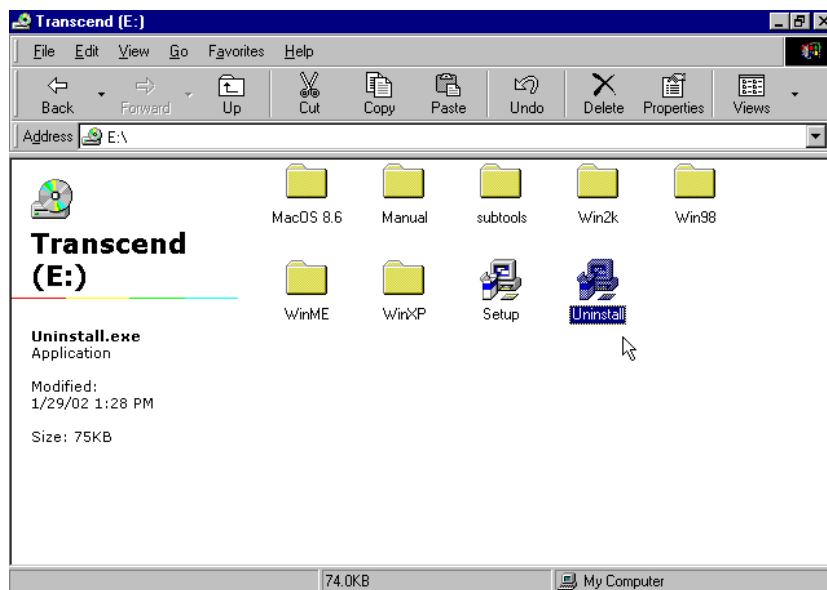 Transcend (E:)
File Edit View Go Favorites Help
Back Forward Up Cut Copy Paste Undo Delete Properties Views
Address E:\
Transcend
(E:)
Uninstall.exe
Application
Modified:
1/29/02 1:28 PM
Size: 75KB
MacOS 8.6 Manual subtools Win2k Win98
WinME WinXP Setup Uninstall
74.0KB My Computer